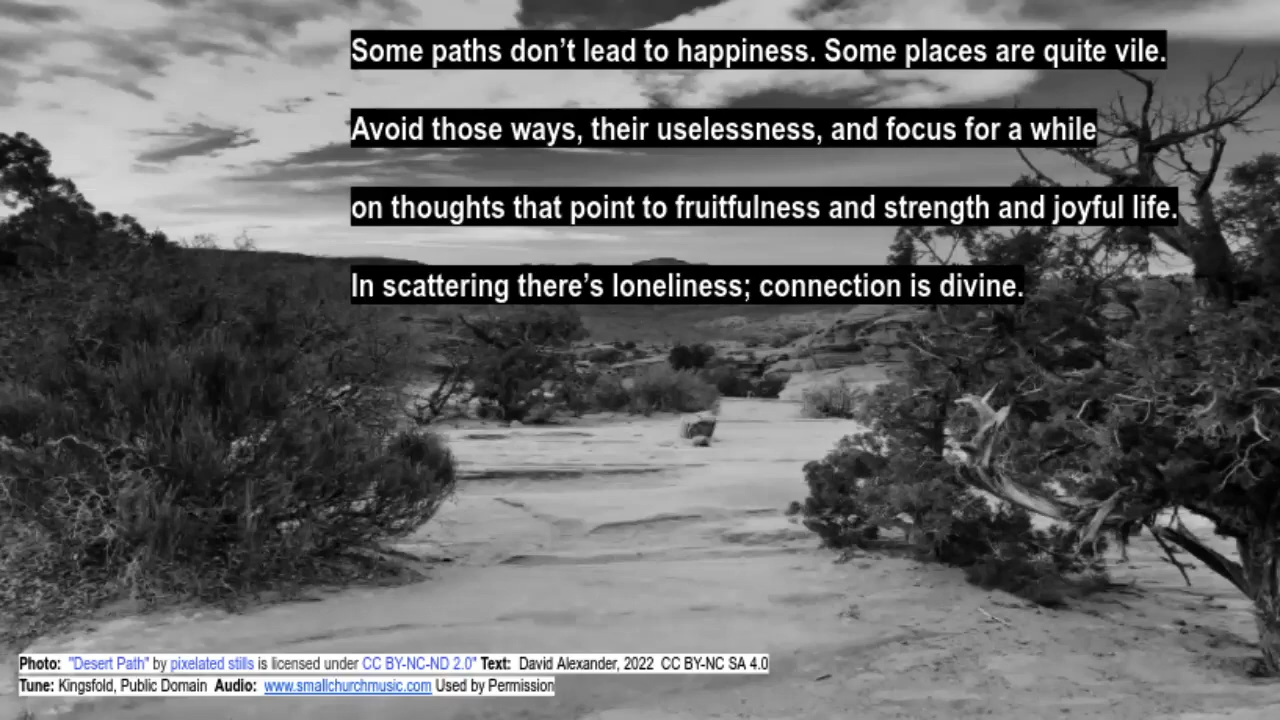 Some paths don’t lead to happiness. Some places are quite vile.
Avoid those ways, their uselessness, and focus for a while
on thoughts that point to fruitfulness and strength and joyful life.
In scattering there’s loneliness; connection is divine.
Photo: "Desert Path" by pixelated stills is licensed under CC BY-NC-ND 2.0" Text: David Alexander, 2022 CC BY-NC SA 4.0
Tune: Kingsfold, Public Domain Audio: www.smallchurchmusic.com Used by Permission